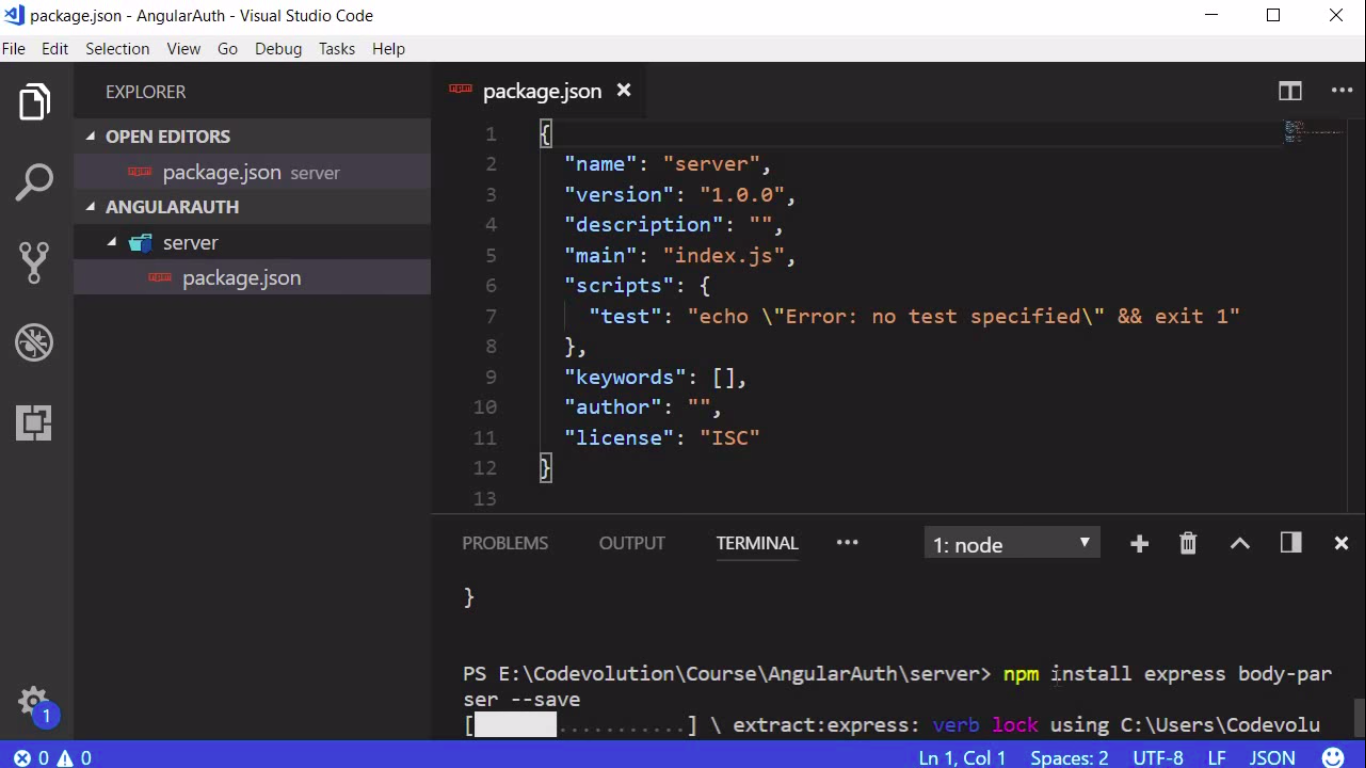 package.json - AngularAuth - Visual Studio Code
File Edit Selection View Go Debug Tasks Help
EXPLORER
OPEN EDITORS
package.json server
ANGULARAUTH
server
package.json
1
package.json
1 {
2 "name": "server",
3 "version": "1.0.0",
4 "description": "",
5 "main": "index.js",
6 "scripts": {
7 "test": "echo \"Error: no test specified\" && exit 1"
8 },
9 "keywords": [],
10 "author": "",
11 "license": "ISC"
12 }
13
PROBLEMS OUTPUT TERMINAL ••• 1: node
}
PS E:\Codevolution\Course\AngularAuth\server> npm install express body-par
ser --save
[ ...........] \ extract:express: verb lock using C:\Users\Codevolu
0 0 Ln 1, Col 1 Spaces: 2 UTF-8 LF JSON